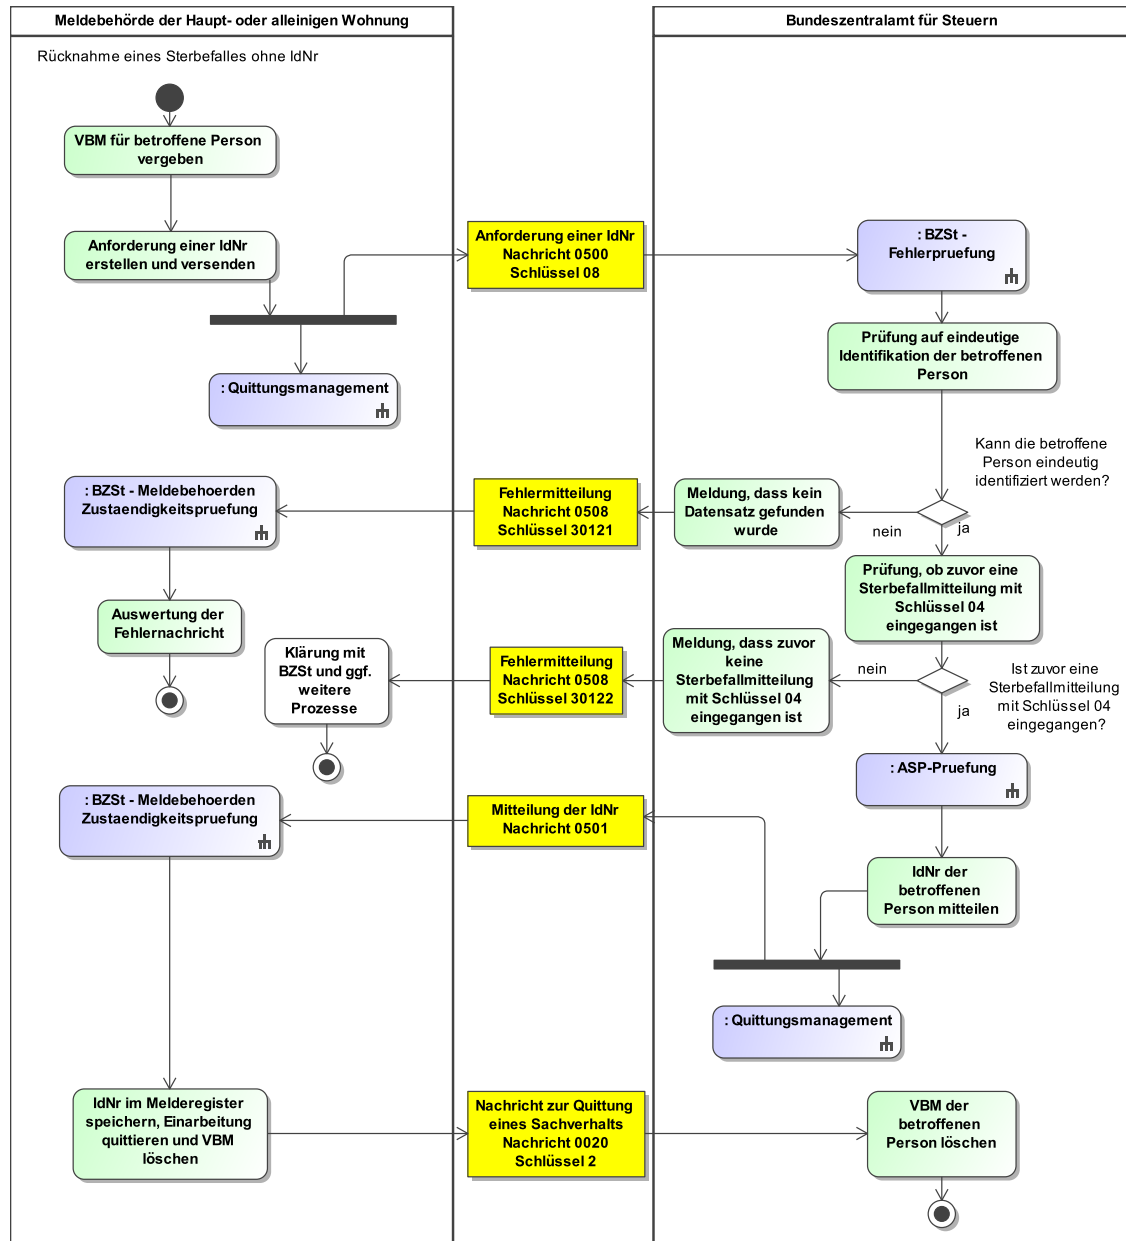 Meldebehörde der Haupt- oder alleinigen Wohnung
Bundeszentralamt für Steuern
Rücknahme eines Sterbefalles ohne IdNr
VBM für betroffene Person
vergeben
Anforderung einer IdNr
erstellen und versenden
Anforderung einer IdNr
Nachricht 0500
Schlüssel 08
: BZSt -
Fehlerpruefung
: Quittungsmanagement
Prüfung auf eindeutige
Identifikation der betroffenen
Person
Kann die betroffene
Person eindeutig
identifiziert werden?
: BZSt - Meldebehoerden
Zustaendigkeitspruefung
Fehlermitteilung
Nachricht 0508
Schlüssel 30121
Meldung, dass kein
Datensatz gefunden
wurde
nein
ja
Prüfung, ob zuvor eine
Sterbefallmitteilung mit
Schlüssel 04
eingegangen ist
Auswertung der
Fehlernachricht
Klärung mit
BZSt und ggf.
weitere
Prozesse
Fehlermitteilung
Nachricht 0508
Schlüssel 30122
Meldung, dass zuvor
keine
Sterbefallmitteilung
mit Schlüssel 04
eingegangen ist
nein
ja
Ist zuvor eine
Sterbefallmitteilung
mit Schlüssel 04
eingegangen?
: ASP-Pruefung
: BZSt - Meldebehoerden
Zustaendigkeitspruefung
Mitteilung der IdNr
Nachricht 0501
IdNr der
betroffenen
Person mitteilen
: Quittungsmanagement
IdNr im Melderegister
speichern, Einarbeitung
quittieren und VBM
löschen
Nachricht zur Quittung
eines Sachverhalts
Nachricht 0020
Schlüssel 2
VBM der
betroffenen
Person löschen